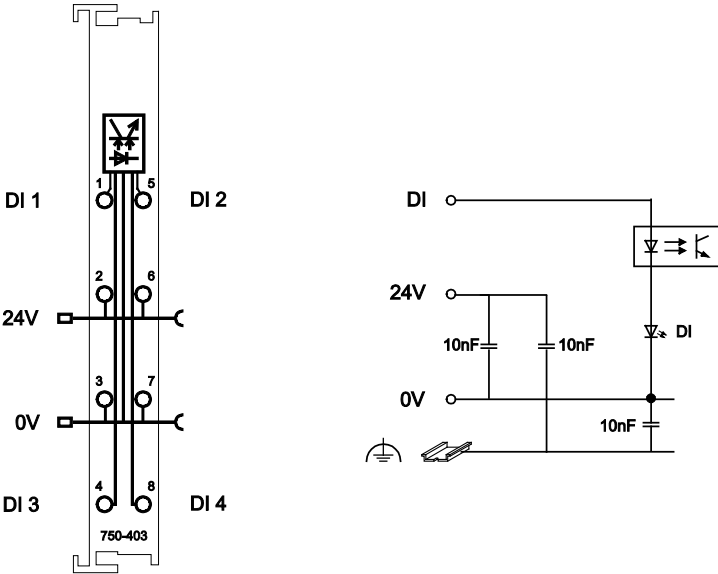 1 5
DI 1 DI 2
2 6
24V
3 7
0V
4 8
DI 3 DI 4
750-403
DI
24V
10nF 10nF
DI
0V
10nF